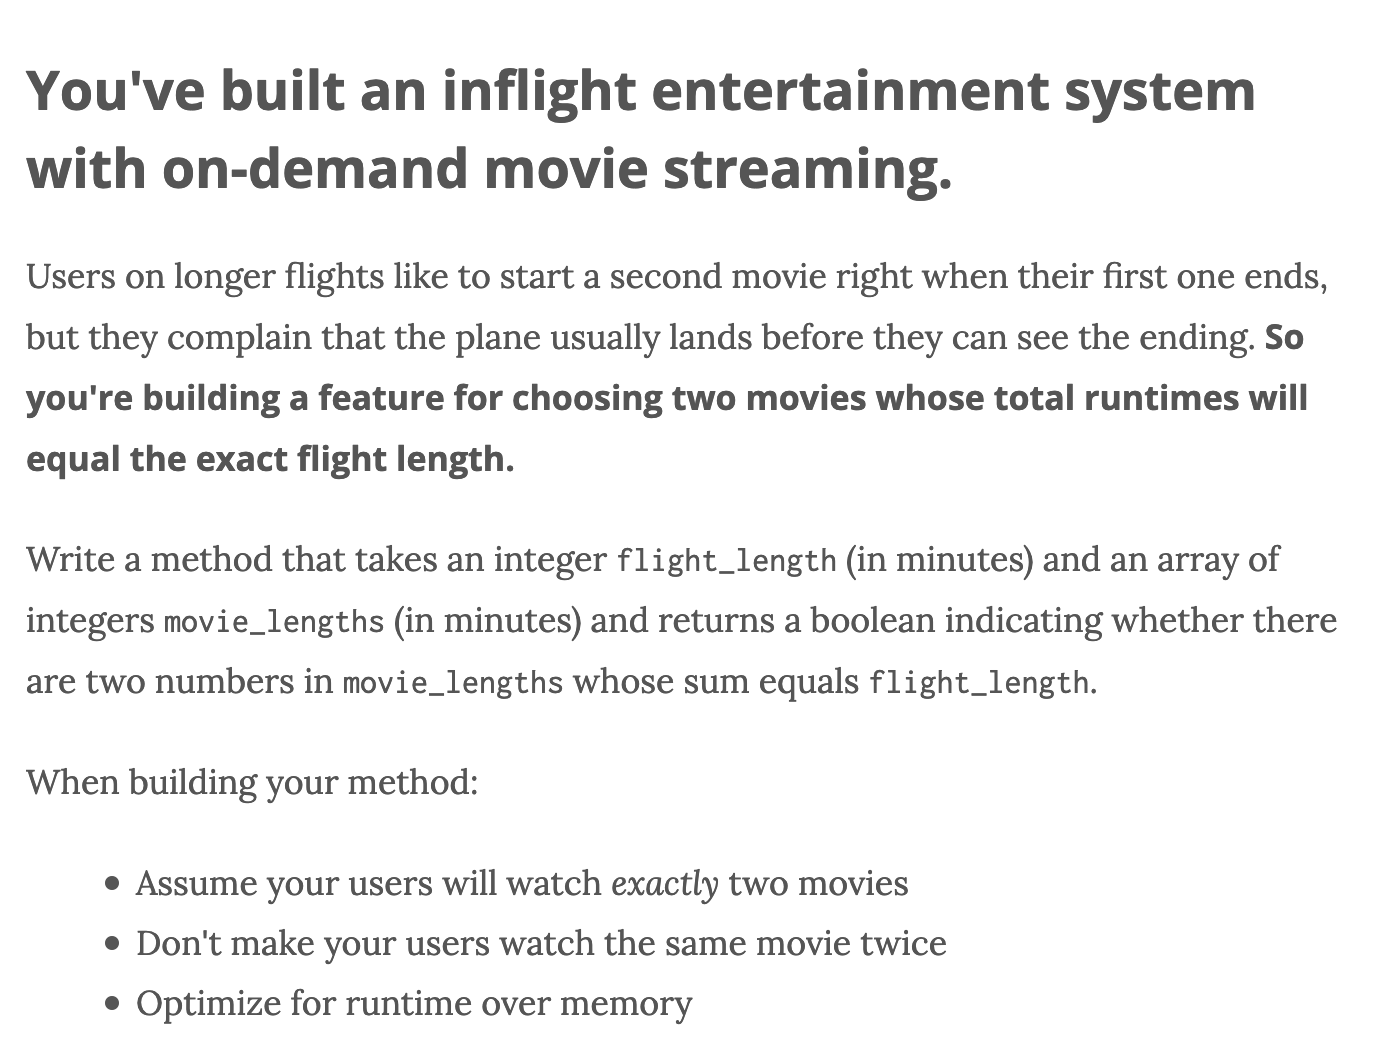 You've built an inflight entertainment system
with on-demand movie streaming.
Users on longer flights like to start a second movie right when their first one ends,
but they complain that the plane usually lands before they can see the ending. So
you're building a feature for choosing two movies whose total runtimes will
equal the exact flight length.
Write a method that takes an integer flight_length (in minutes) and an array of
integers movie_lengths (in minutes) and returns a boolean indicating whether there
are two numbers in movie_lengths whose sum equals flight_length.
When building your method:
• Assume your users will watch exactly two movies
• Don't make your users watch the same movie twice
• Optimize for runtime over memory